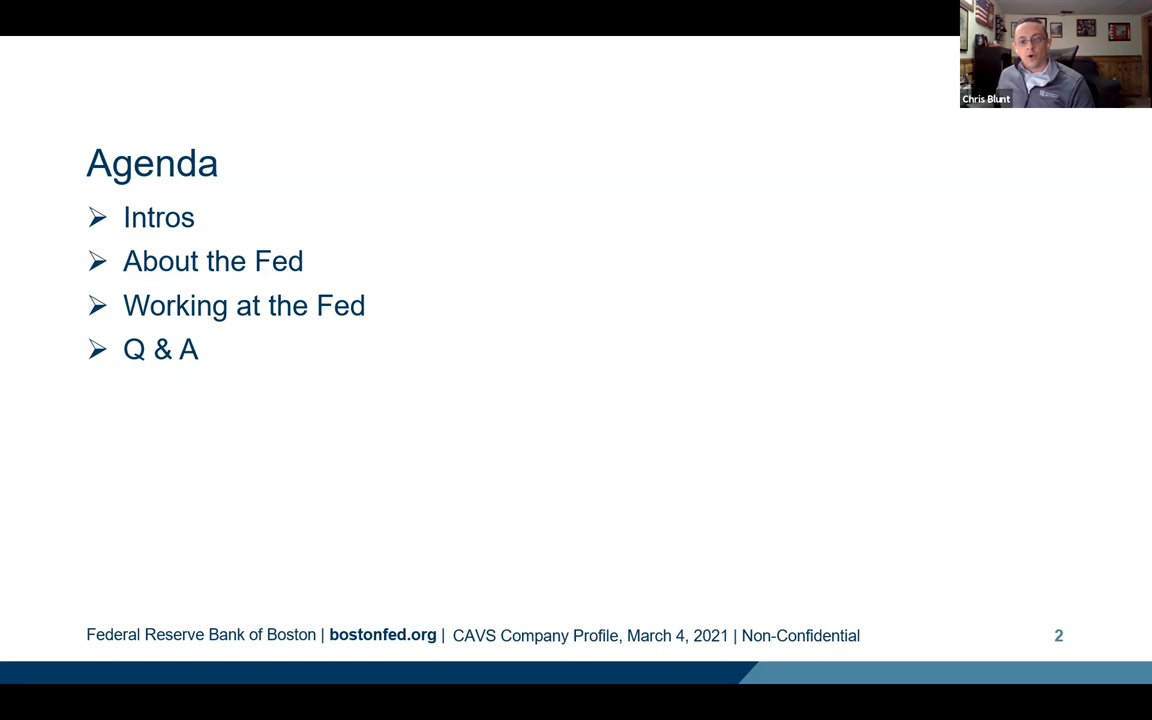 Chris Blunt
Agenda
➢ Intros
➢ About the Fed
➢ Working at the Fed
➢ Q & A
Federal Reserve Bank of Boston | bostonfed.org | CAVS Company Profile, March 4, 2021 | Non-Confidential
2